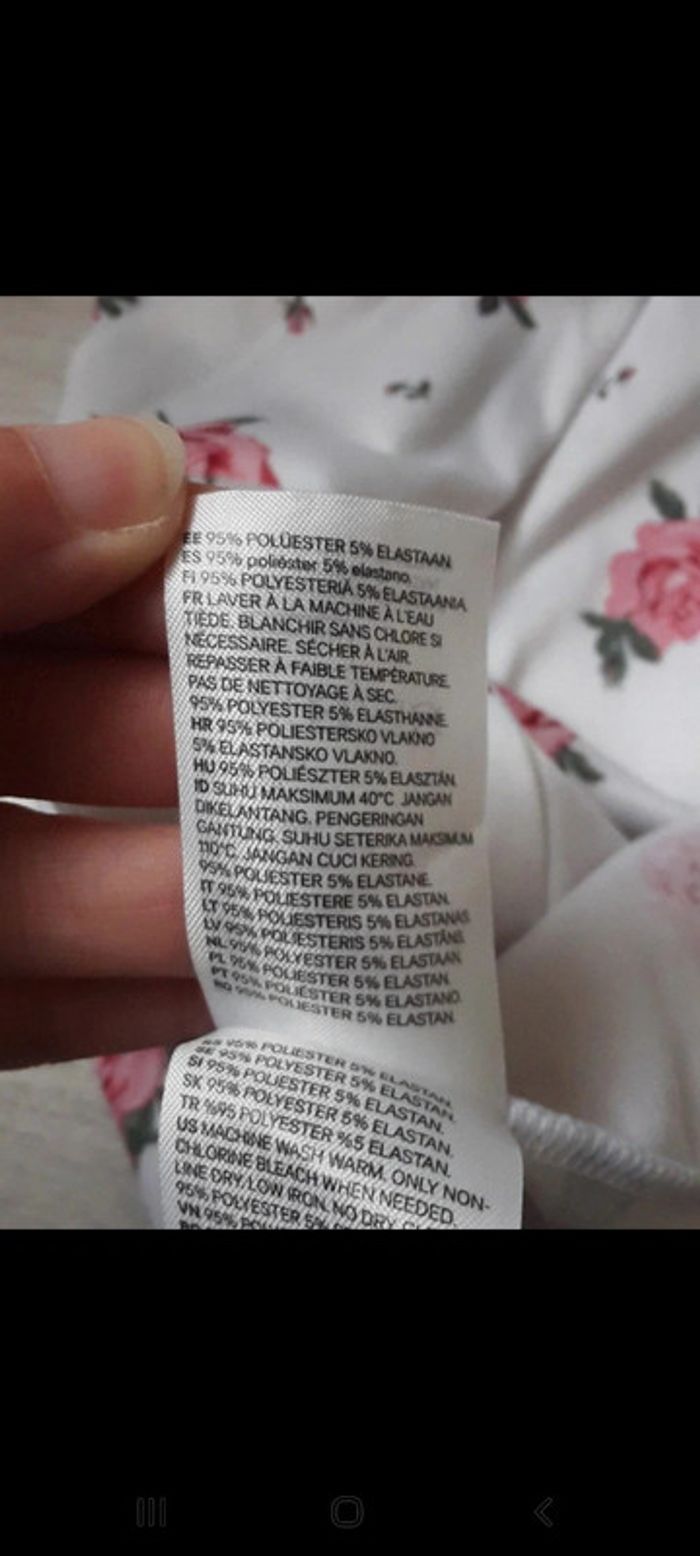 EE 95% POLÜESTER 5% ELASTAAN
ES 95% poliéster 5% elastano.
FI 95% POLYESTERIÄ 5% ELASTAANIA
FR LAVER À LA MACHINE À L'EAU
TIÈDE. BLANCHIR SANS CHLORE SI
NÉCESSAIRE. SÉCHER À L'AIR.
REPASSER À FAIBLE TEMPÉRATURE.
PAS DE NETTOYAGE À SEC.
95% POLYESTER 5% ELASTHANNE.
HR 95% POLIESTERSKO VLAKNO
5% ELASTANSKO VLAKNO.
HU 95% POLIÉSZTER 5% ELASZTÁN.
ID SUHU MAKSIMUM 40°C. JANGAN
DIKELANTANG. PENGERINGAN
GANTUNG. SUHU SETERIKA MAKSIMUM
110°C. JANGAN CUCI KERING.
95% POLIESTER 5% ELASTANE.
IT 95% POLIESTERE 5% ELASTAN.
LT 95% POLIESTERIS 5% ELASTANAS
LV 95% POLIESTERIS 5% ELASTĀNS.
NL 95% POLYESTER 5% ELASTAAN
PL 95% POLIESTER 5% ELASTAN.
PT 95% POLIÉSTER 5% ELASTANO.
RO 95% POLIESTER 5% ELASTAN.
95% POLIESTER 5% ELASTAN.
SE 95% POLYESTER 5% ELASTAN.
SI 95% POLIESTER 5% ELASTAN.
SK 95% POLYESTER 5% ELASTAN.
TR %95 POLYESTER %5 ELASTAN.
US MACHINE WASH WARM. ONLY NON-
CHLORINE BLEACH WHEN NEEDED.
LINE DRY. LOW IRON. NO DRY
95% POLYESTER 5%
VN 95%